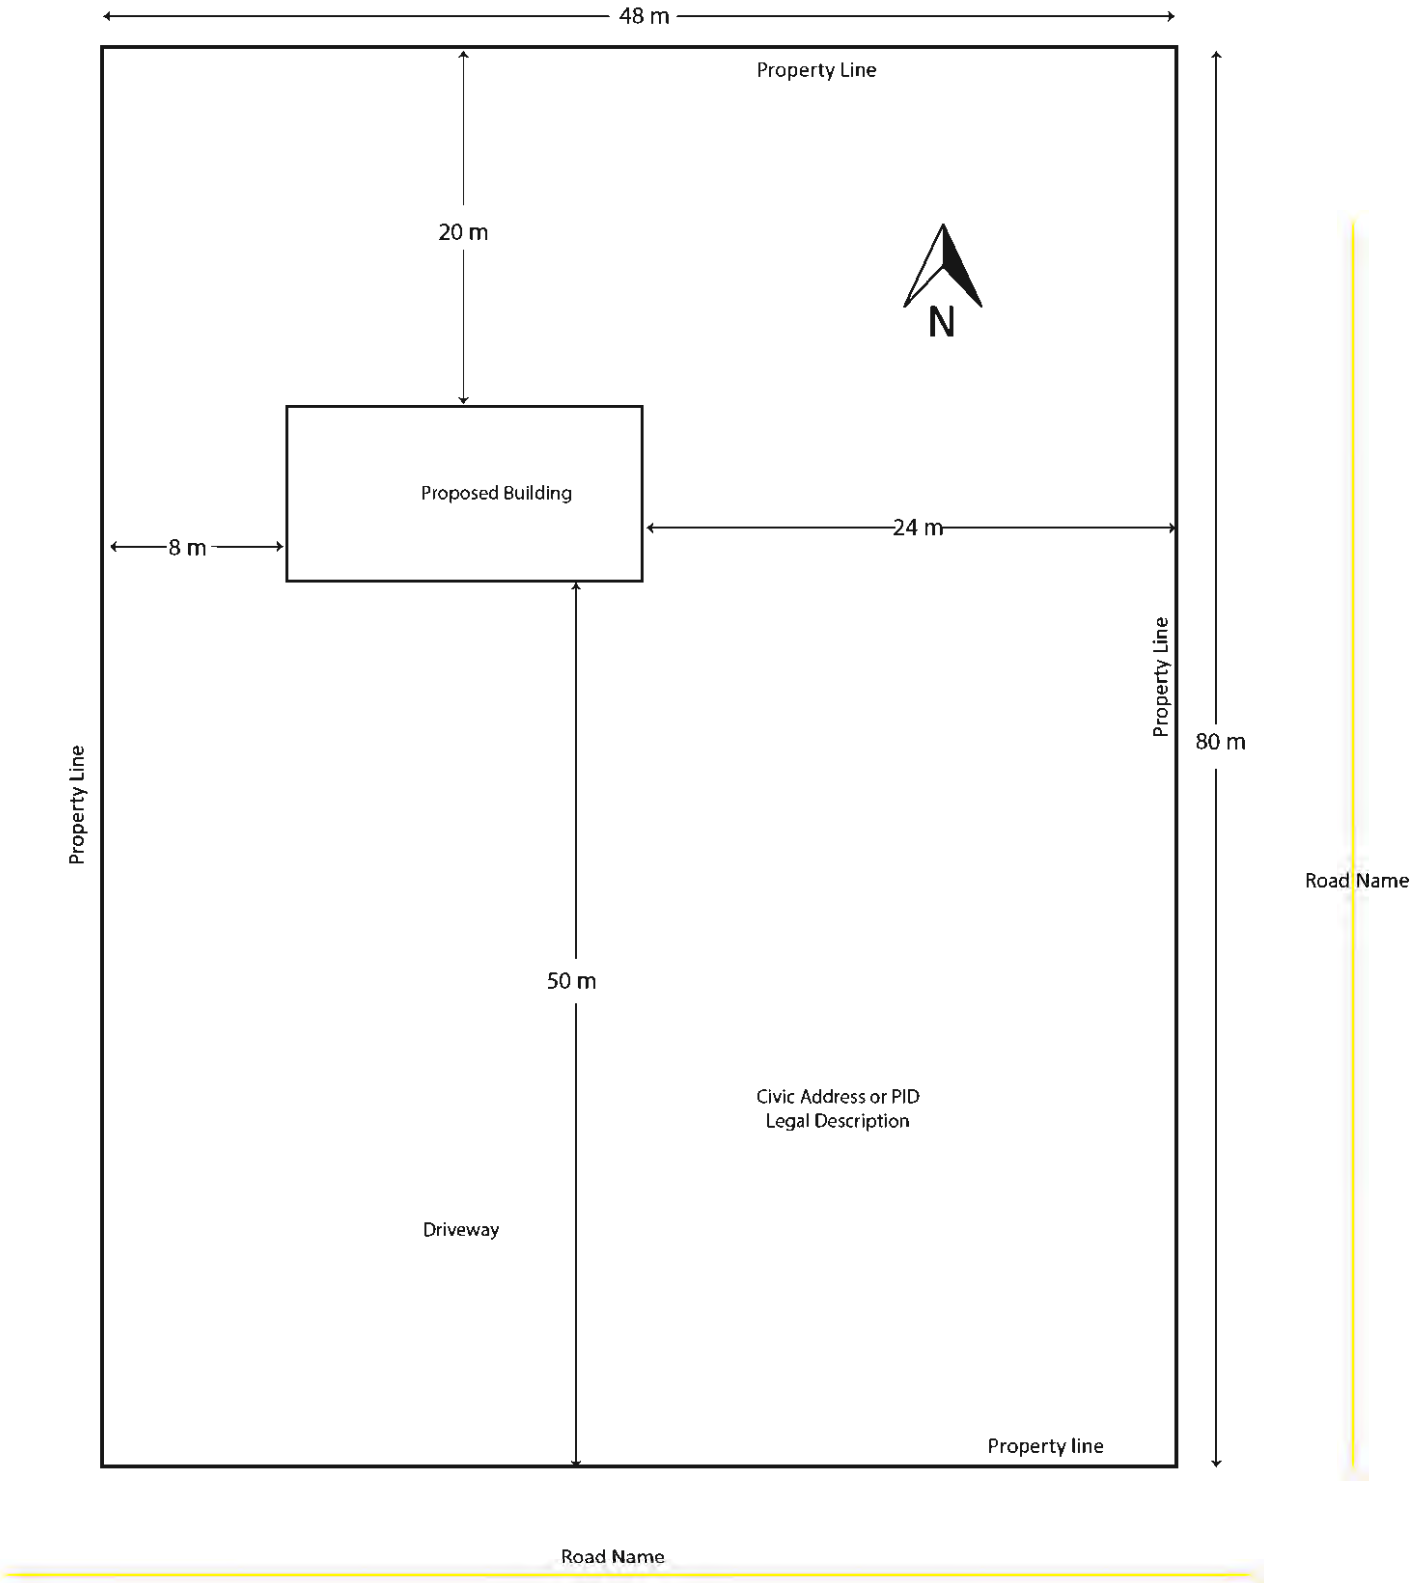 48 m
Property Line
20 m
N
Proposed Building
24 m
8 m
Property Line
80 m
Property Line
Road Name
50 m
Civic Address or PID
Legal Description
Driveway
Property line
Road Name